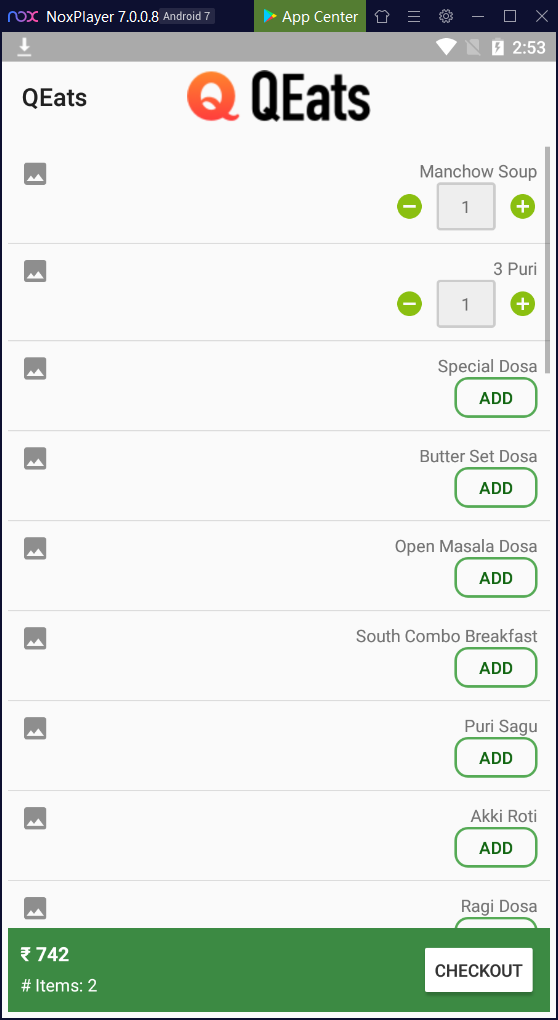 nox NoxPlayer 7.0.0.8 Android 7 App Center
2:53
QEats QEats
Manchow Soup
1
3 Puri
1
Special Dosa
ADD
Butter Set Dosa
ADD
Open Masala Dosa
ADD
South Combo Breakfast
ADD
Puri Sagu
ADD
Akki Roti
ADD
Ragi Dosa
₹ 742
# Items: 2
CHECKOUT